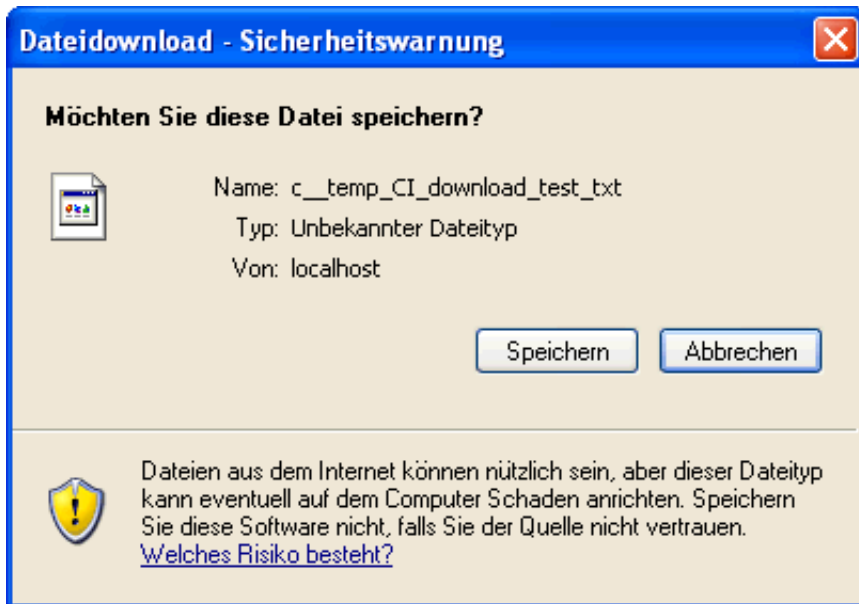 Dateidownload - Sicherheitswarnung
Möchten Sie diese Datei speichern?
Name: c__temp_CI_download_test_txt
Typ: Unbekannter Dateityp
Von: localhost
Speichern Abbrechen
Dateien aus dem Internet können nützlich sein, aber dieser Dateityp
kann eventuell auf dem Computer Schaden anrichten. Speichern
Sie diese Software nicht, falls Sie der Quelle nicht vertrauen.
Welches Risiko besteht?